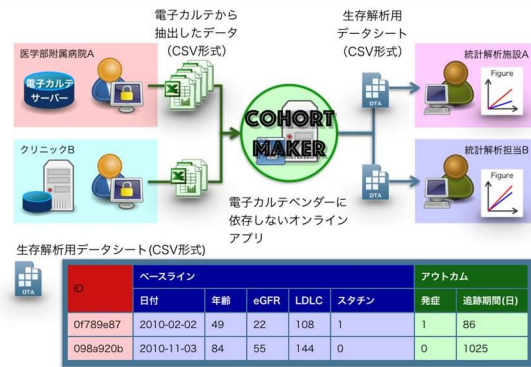 電子カルテから
抽出したデータ
(CSV形式)
生存解析用
データシート
(CSV形式)
医学部附属病院A
電子カルテ
サーバー
統計解析施設A
Figure
COHORT
MAKER
DTA
クリニックB
統計解析担当B
Figure
DTA
電子カルテベンダーに
依存しないオンライン
アプリ
生存解析用データシート(CSV形式)
DTA
ID ベースライン アウトカム
日付 年齢 eGFR LDLC スタチン 発症 追跡期間(日)
0f789e87 2010-02-02 49 22 108 1 1 86
098a920b 2010-11-03 84 55 144 0 0 1025